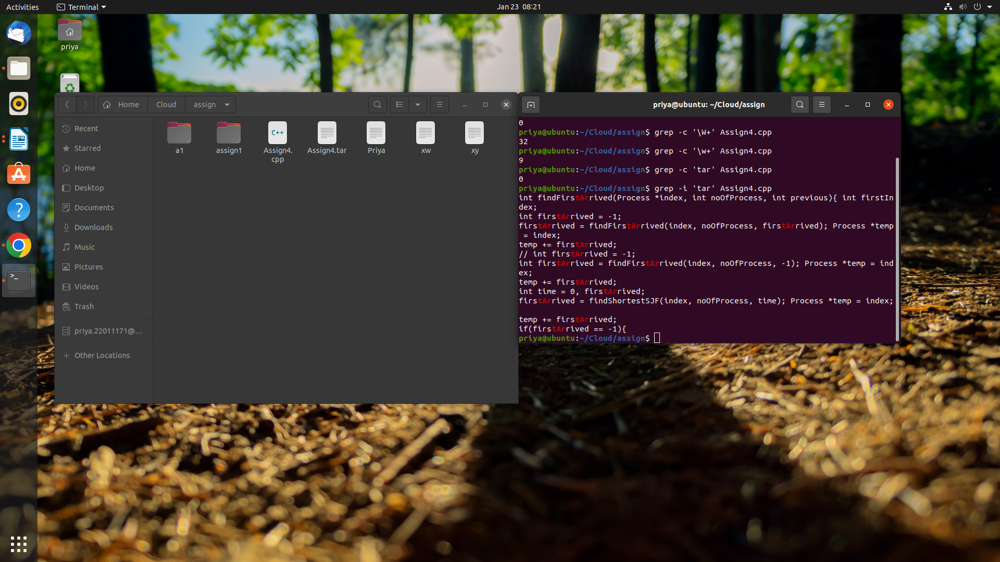 Activities
Terminal
Jan 23 08:21
priya
Home
Cloud
assign
Recent
Starred
Home
Desktop
Documents
Downloads
Music
Pictures
Videos
Trash
priya.22011171@...
Other Locations
a1
assign1
C++
Assign4.
cpp
Assign4.tar
Priya
xw
xy
priya@ubuntu: ~/Cloud/assign
0
priya@ubuntu:~/Cloud/assign$ grep -c '\W+' Assign4.cpp
32
priya@ubuntu:~/Cloud/assign$ grep -c '\w+' Assign4.cpp
9
priya@ubuntu:~/Cloud/assign$ grep -c 'tar' Assign4.cpp
0
priya@ubuntu:~/Cloud/assign$ grep -i 'tar' Assign4.cpp
int findFirstArrived(Process *index, int noOfProcess, int previous){ int firstIn
dex;
int firstArrived = -1;
firstArrived = findFirstArrived(index, noOfProcess, firstArrived); Process *temp
 = index;
temp += firstArrived;
// int firstArrived = -1;
int firstArrived = findFirstArrived(index, noOfProcess, -1); Process *temp = ind
ex;
temp += firstArrived;
int time = 0, firstArrived;
firstArrived = findShortestSJF(index, noOfProcess, time); Process *temp = index;
temp += firstArrived;
if(firstArrived == -1){
priya@ubuntu:~/Cloud/assign$